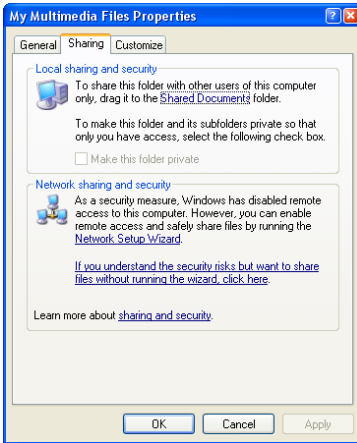 My Multimedia Files Properties
General Sharing Customize
Local sharing and security
To share this folder with other users of this computer
only, drag it to the Shared Documents folder.
To make this folder and its subfolders private so that
only you have access, select the following check box.
Make this folder private
Network sharing and security
As a security measure, Windows has disabled remote
access to this computer. However, you can enable
remote access and safely share files by running the
Network Setup Wizard.
If you understand the security risks but want to share
files without running the wizard, click here.
Learn more about sharing and security.
OK Cancel Apply